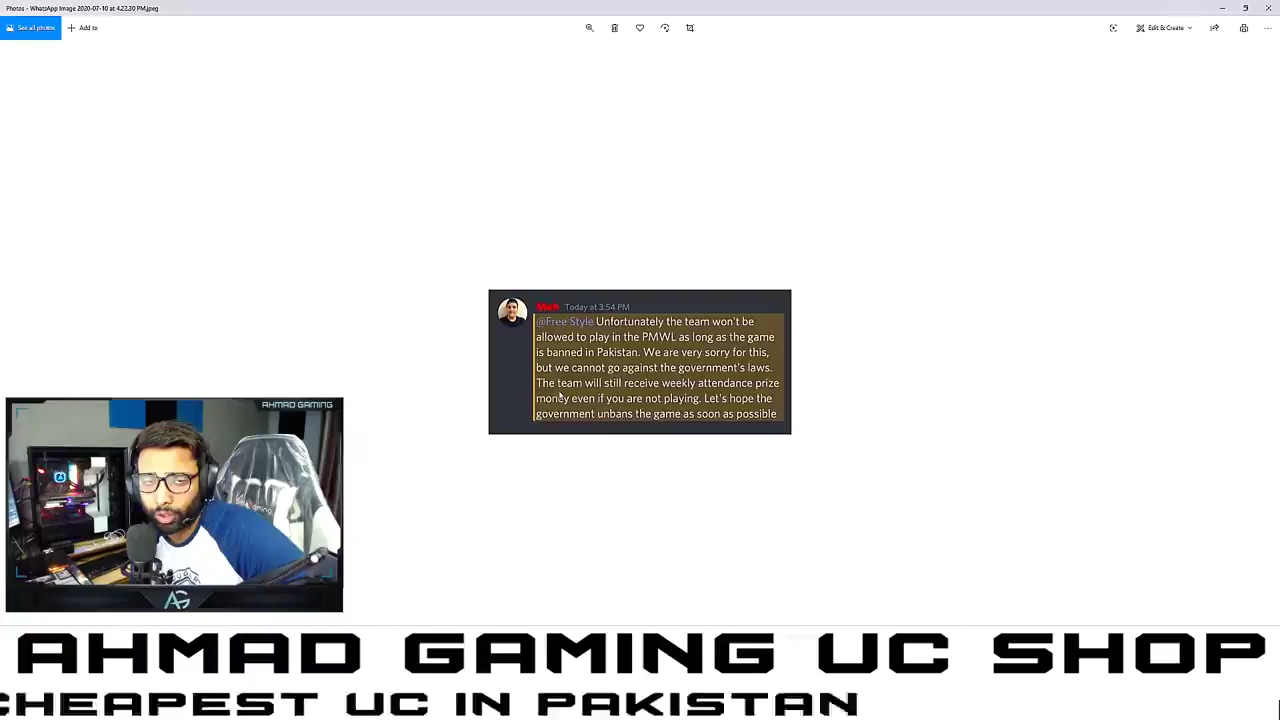 Photos - WhatsApp Image 2020-07-10 at 4.22.30 PM.jpeg
See all photos
Add to
Edit & Create
Today at 3:54 PM
@Free Style Unfortunately the team won't be
allowed to play in the PMWL as long as the game
is banned in Pakistan. We are very sorry for this,
but we cannot go against the government's laws.
The team will still receive weekly attendance prize
money even if you are not playing. Let's hope the
government unbans the game as soon as possible
AHMAD GAMING
AG
AHMAD GAMING UC SHOP
CHEAPEST UC IN PAKISTAN